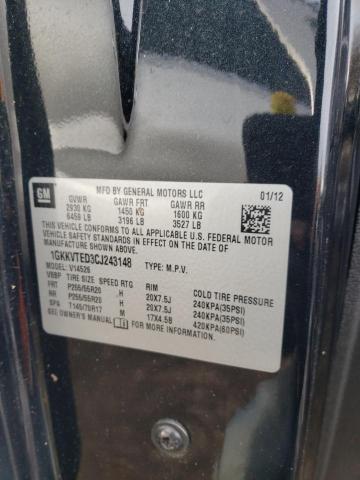 GM
MFD BY GENERAL MOTORS LLC 01/12
GVWR GAWR FRT GAWR RR
2930 KG 1450 KG 1600 KG
6459 LB 3196 LB 3527 LB
THIS VEHICLE CONFORMS TO ALL APPLICABLE U.S. FEDERAL MOTOR
VEHICLE SAFETY STANDARDS IN EFFECT ON THE DATE OF
MANUFACTURE SHOWN ABOVE.
1GKKVTED3CJ243148 TYPE: M.P.V.
MODEL: V14526
VBBP TIRE SIZE SPEED RTG RIM COLD TIRE PRESSURE
FRT P255/55R20 H 20X7.5J 240KPA(35PSI)
RR P255/55R20 H 20X7.5J 240KPA(35PSI)
SPA T145/70R17 M 17X4.5B 420KPA(60PSI)
SEE OWNER'S MANUAL FOR MORE INFORMATION.